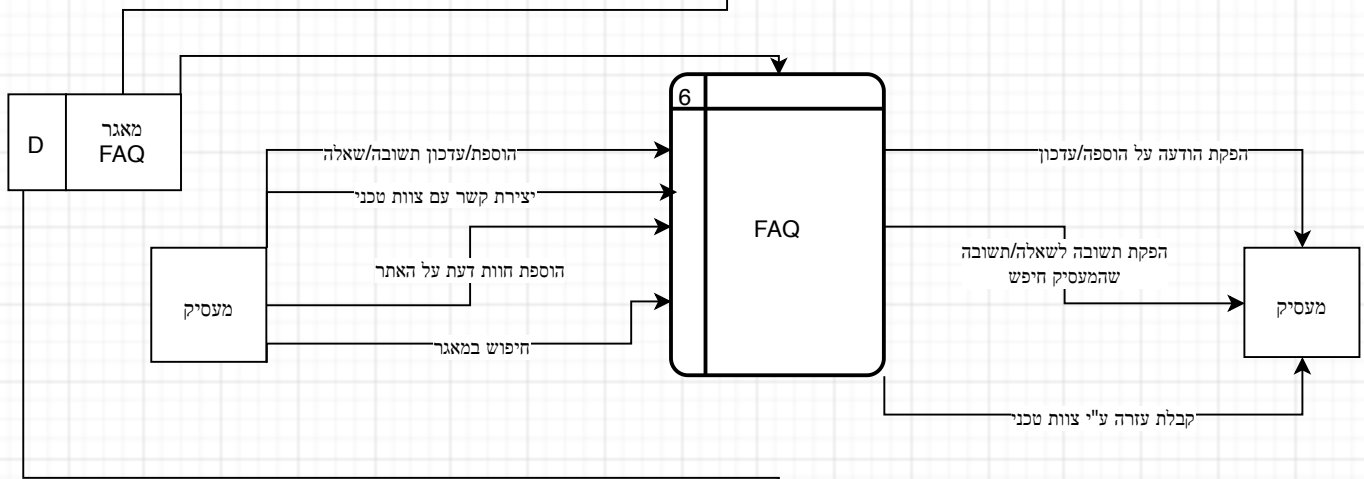 D
מאגר
FAQ
6
FAQ
הוספת/עדכון תשובה/שאלה
יצירת קשר עם צוות טכני
הוספת חוות דעת על האתר
חיפוש במאגר
מעסיק
הפקת הודעה על הוספה/עדכון
הפקת תשובה לשאלה/תשובה
שהמעסיק חיפש
מעסיק
קבלת עזרה ע"י צוות טכני